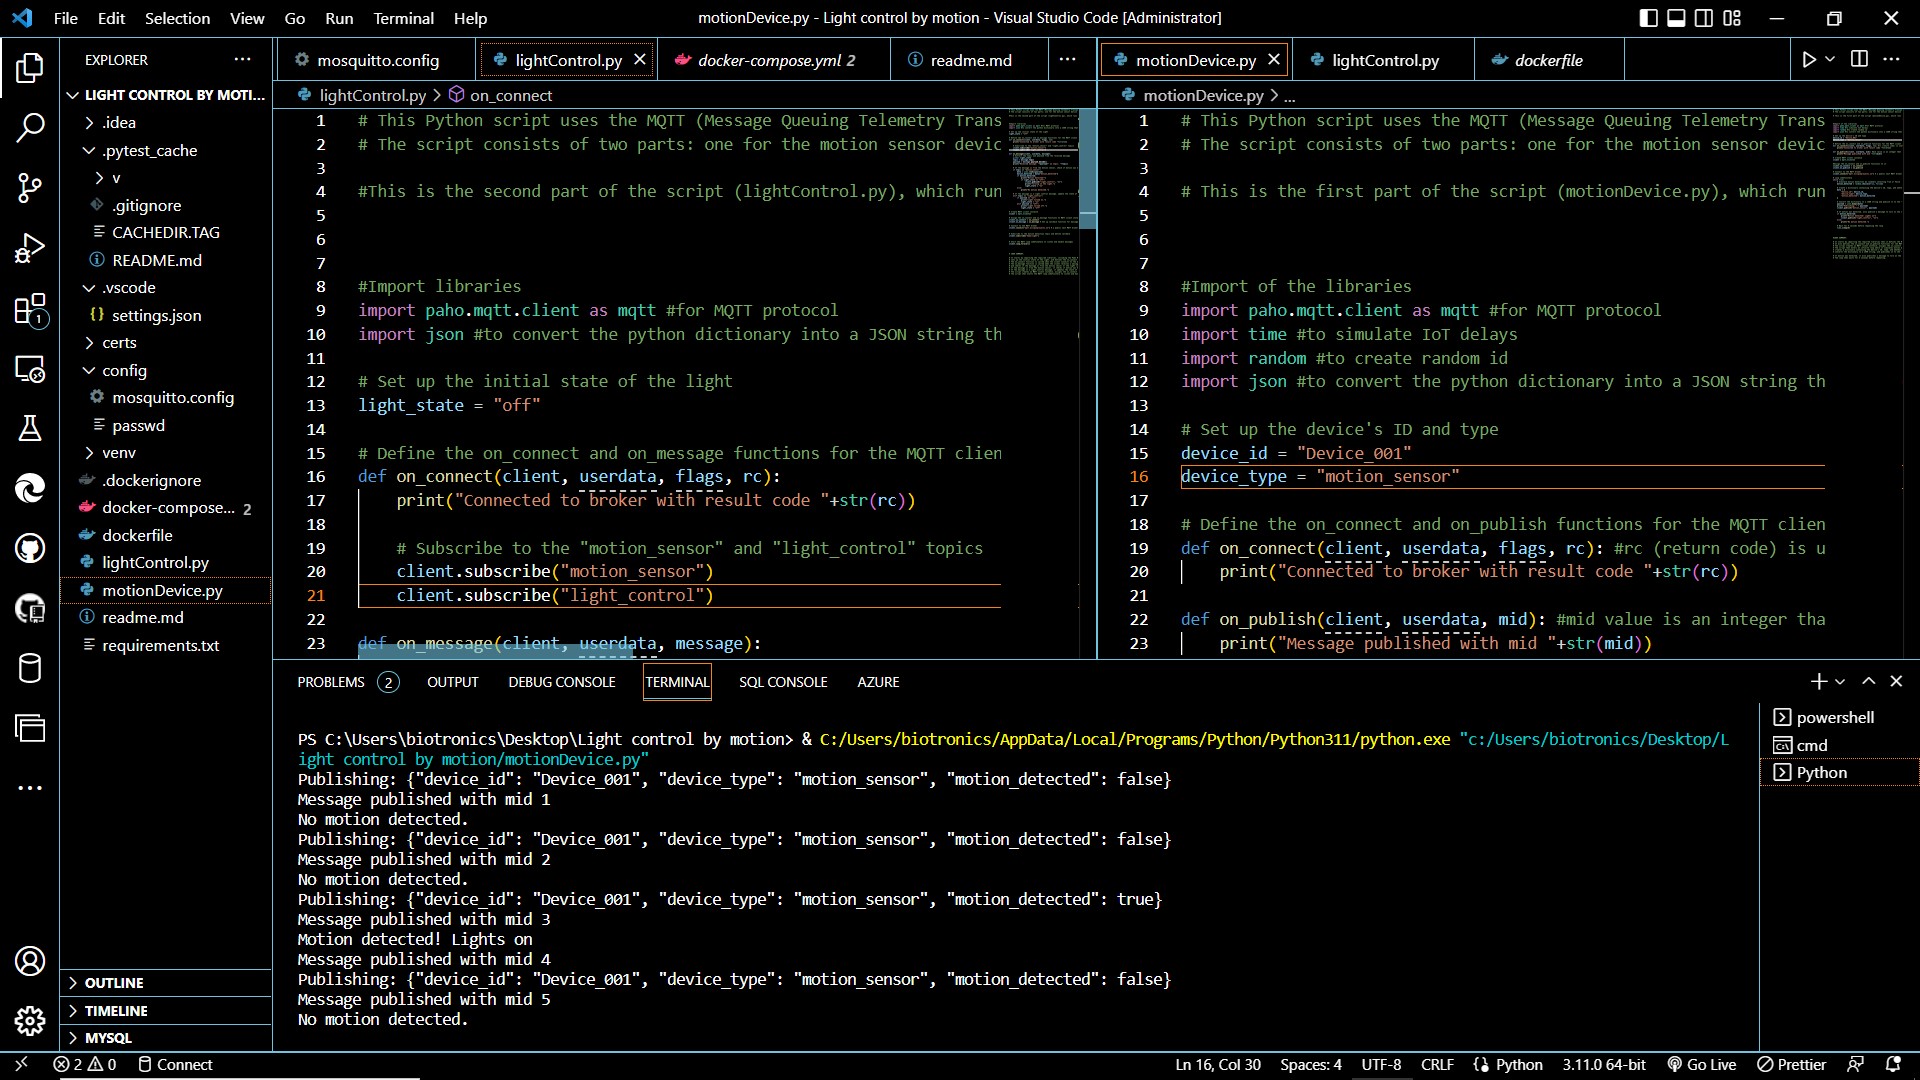 File Edit Selection View Go Run Terminal Help
motionDevice.py - Light control by motion - Visual Studio Code [Administrator]
EXPLORER
LIGHT CONTROL BY MOTI...
.idea
.pytest_cache
v
.gitignore
CACHEDIR.TAG
README.md
.vscode
settings.json
certs
config
mosquitto.config
passwd
venv
.dockerignore
docker-compose... 2
dockerfile
lightControl.py
motionDevice.py
readme.md
requirements.txt
OUTLINE
TIMELINE
MYSQL
1
mosquitto.config lightControl.py docker-compose.yml 2 readme.md
lightControl.py > on_connect
1 # This Python script uses the MQTT (Message Queuing Telemetry Trans
2 # The script consists of two parts: one for the motion sensor devic
3
4 #This is the second part of the script (lightControl.py), which run
5
6
7
8 #Import libraries
9 import paho.mqtt.client as mqtt #for MQTT protocol
10 import json #to convert the python dictionary into a JSON string th
11
12 # Set up the initial state of the light
13 light_state = "off"
14
15 # Define the on_connect and on_message functions for the MQTT clien
16 def on_connect(client, userdata, flags, rc):
17 print("Connected to broker with result code "+str(rc))
18
19 # Subscribe to the "motion_sensor" and "light_control" topics
20 client.subscribe("motion_sensor")
21 client.subscribe("light_control")
22
23 def on_message(client, userdata, message):
motionDevice.py lightControl.py dockerfile
motionDevice.py > ...
1 # This Python script uses the MQTT (Message Queuing Telemetry Trans
2 # The script consists of two parts: one for the motion sensor devic
3
4 # This is the first part of the script (motionDevice.py), which run
5
6
7
8 #Import of the libraries
9 import paho.mqtt.client as mqtt #for MQTT protocol
10 import time #to simulate IoT delays
11 import random #to create random id
12 import json #to convert the python dictionary into a JSON string th
13
14 # Set up the device's ID and type
15 device_id = "Device_001"
16 device_type = "motion_sensor"
18 # Define the on_connect and on_publish functions for the MQTT clien
19 def on_connect(client, userdata, flags, rc): #rc (return code) is u
20 print("Connected to broker with result code "+str(rc))
21
22 def on_publish(client, userdata, mid): #mid value is an integer tha
23 print("Message published with mid "+str(mid))
PROBLEMS 2 OUTPUT DEBUG CONSOLE TERMINAL SQL CONSOLE AZURE
PS C:\Users\biotronics\Desktop\Light control by motion> & C:/Users/biotronics/AppData/Local/Programs/Python/Python311/python.exe "c:/Users/biotronics/Desktop/L
ight control by motion/motionDevice.py"
Publishing: {"device_id": "Device_001", "device_type": "motion_sensor", "motion_detected": false}
Message published with mid 1
No motion detected.
Publishing: {"device_id": "Device_001", "device_type": "motion_sensor", "motion_detected": false}
Message published with mid 2
No motion detected.
Publishing: {"device_id": "Device_001", "device_type": "motion_sensor", "motion_detected": true}
Message published with mid 3
Motion detected! Lights on
Message published with mid 4
Publishing: {"device_id": "Device_001", "device_type": "motion_sensor", "motion_detected": false}
Message published with mid 5
No motion detected.
powershell
cmd
Python
2 0 Connect
Ln 16, Col 30 Spaces: 4 UTF-8 CRLF Python 3.11.0 64-bit Go Live Prettier